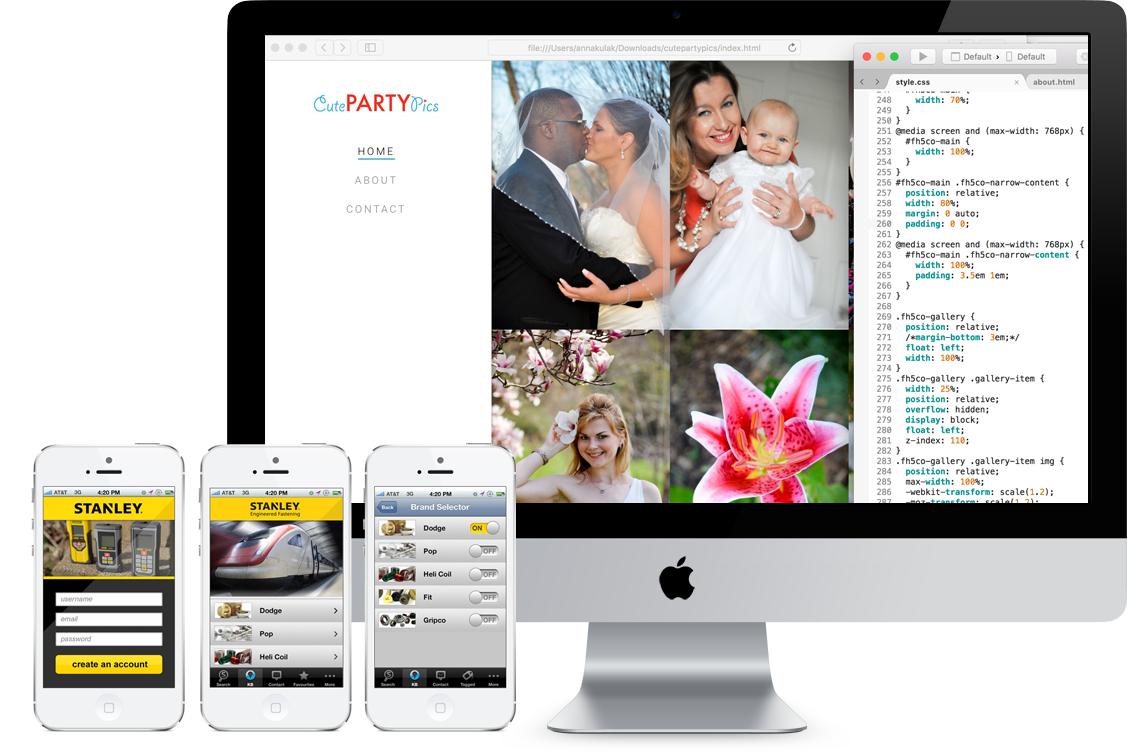 file:///Users/annakulak/Downloads/cutepartypics/index.html
CutePARTYPics
HOME
ABOUT
CONTACT
Default › Default
style.css × about.html
248 width: 70%;
249 }
250 }
251 @media screen and (max-width: 768px) {
252 #fh5co-main {
253 width: 100%;
254 }
255 }
256 #fh5co-main .fh5co-narrow-content {
257 position: relative;
258 width: 80%;
259 margin: 0 auto;
260 padding: 0 0;
261 }
262 @media screen and (max-width: 768px) {
263 #fh5co-main .fh5co-narrow-content {
264 width: 100%;
265 padding: 3.5em 1em;
266 }
267 }
268
269 .fh5co-gallery {
270 position: relative;
271 /*margin-bottom: 3em;*/
272 float: left;
273 width: 100%;
274 }
275 .fh5co-gallery .gallery-item {
276 width: 25%;
277 position: relative;
278 overflow: hidden;
279 display: block;
280 float: left;
281 z-index: 110;
282 }
283 .fh5co-gallery .gallery-item img {
284 position: relative;
285 max-width: 100%;
286 -webkit-transform: scale(1.2);
287 -moz-transform: scale(1.2);
AT&T 3G 4:20 PM
STANLEY
username
email
password
create an account
AT&T 3G 4:20 PM
STANLEY
Engineered Fastening
Dodge
Pop
Heli Coil
Search KB Contact Favourites More
AT&T 3G 4:20 PM
Back Brand Selector
Dodge ON
Pop OFF
Heli Coil OFF
Fit OFF
Gripco OFF
Search KB Contact Tagged More